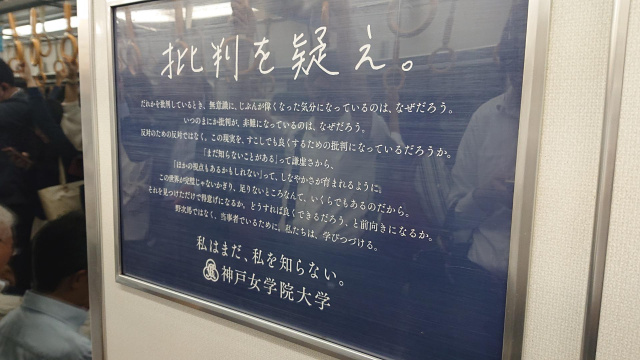 批判を疑え。
だれかを批判しているとき、無意識に、じぶんが偉くなった気分になっているのは、なぜだろう。
いつのまにか批判が、非難になっているのは、なぜだろう。
反対のための反対ではなく、この現実を、すこしでも良くするための批判になっているだろうか。
「まだ知らないことがある」って謙虚さから、
「ほかの視点もあるかもしれない」って、しなやかさが育まれるように。
この世界が完璧じゃないかぎり、足りないところなんて、いくらでもあるのだから。
それを見つけただけで得意げになるか、どうすれば良くできるだろう、と前向きになるか。
野次馬ではなく、当事者でいるために。私たちは、学びつづける。
私はまだ、私を知らない。
神戸女学院大学